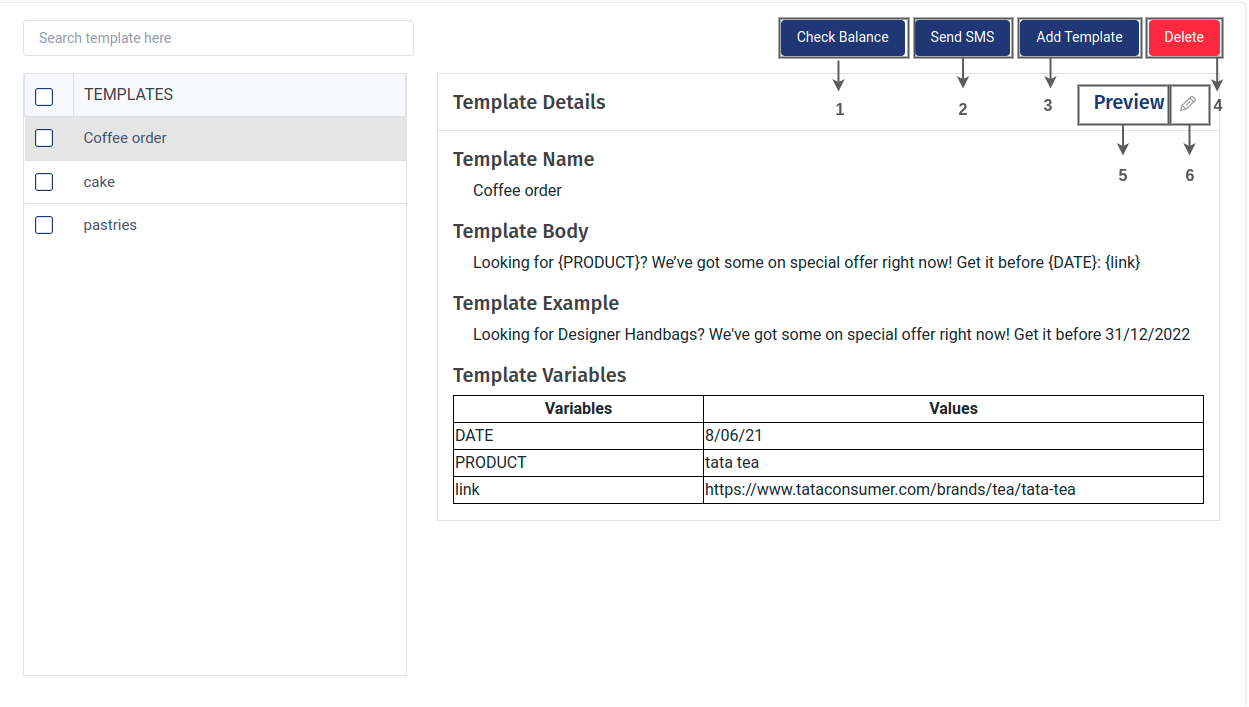 Search template here
Check Balance
Send SMS
Add Template
Delete
1
2
3
4
5
6
TEMPLATES
Coffee order
cake
pastries
Template Details
Preview
Template Name
Coffee order
Template Body
Looking for {PRODUCT}? We’ve got some on special offer right now! Get it before {DATE}: {link}
Template Example
Looking for Designer Handbags? We've got some on special offer right now! Get it before 31/12/2022
Template Variables
Variables Values
DATE 8/06/21
PRODUCT tata tea
link https://www.tataconsumer.com/brands/tea/tata-tea